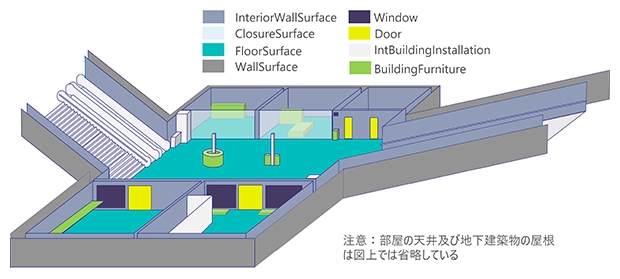 InteriorWallSurface
ClosureSurface
FloorSurface
WallSurface
Window
Door
IntBuildingInstallation
BuildingFurniture
注意：部屋の天井及び地下建築物の屋根
は図上では省略している